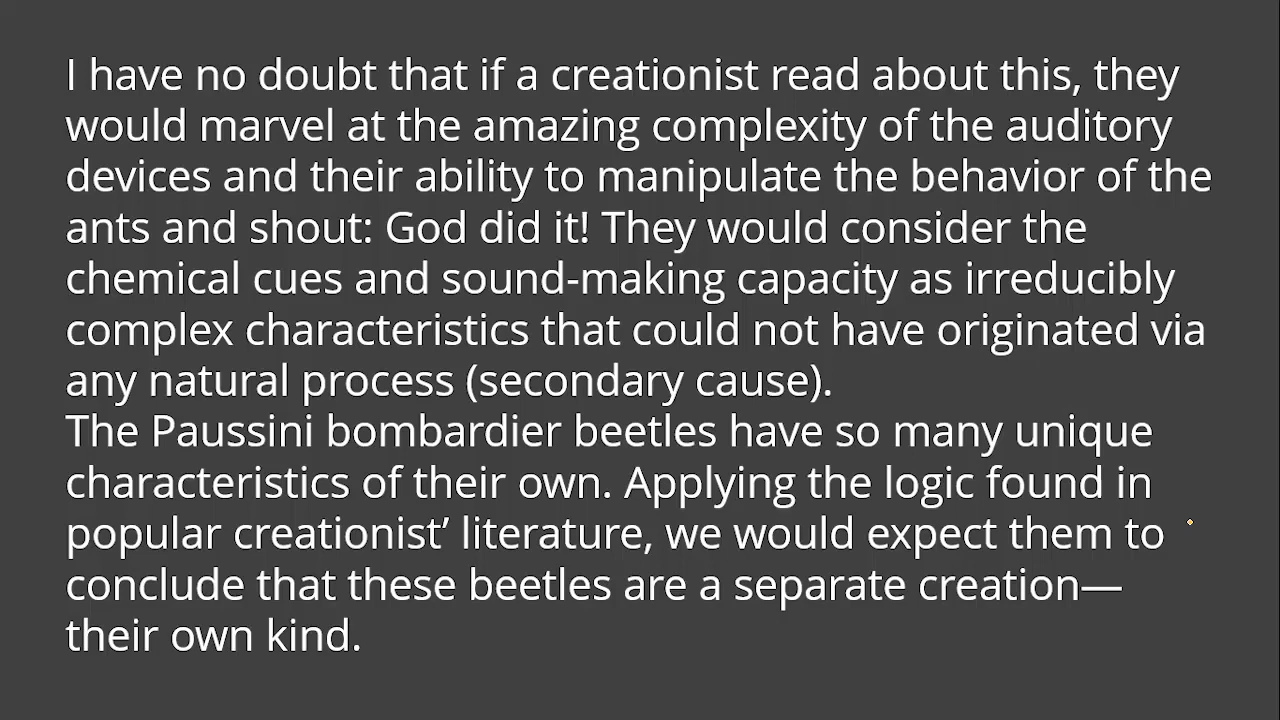 I have no doubt that if a creationist read about this, they
would marvel at the amazing complexity of the auditory
devices and their ability to manipulate the behavior of the
ants and shout: God did it! They would consider the
chemical cues and sound-making capacity as irreducibly
complex characteristics that could not have originated via
any natural process (secondary cause).
The Paussini bombardier beetles have so many unique
characteristics of their own. Applying the logic found in
popular creationist’ literature, we would expect them to
conclude that these beetles are a separate creation—
their own kind.